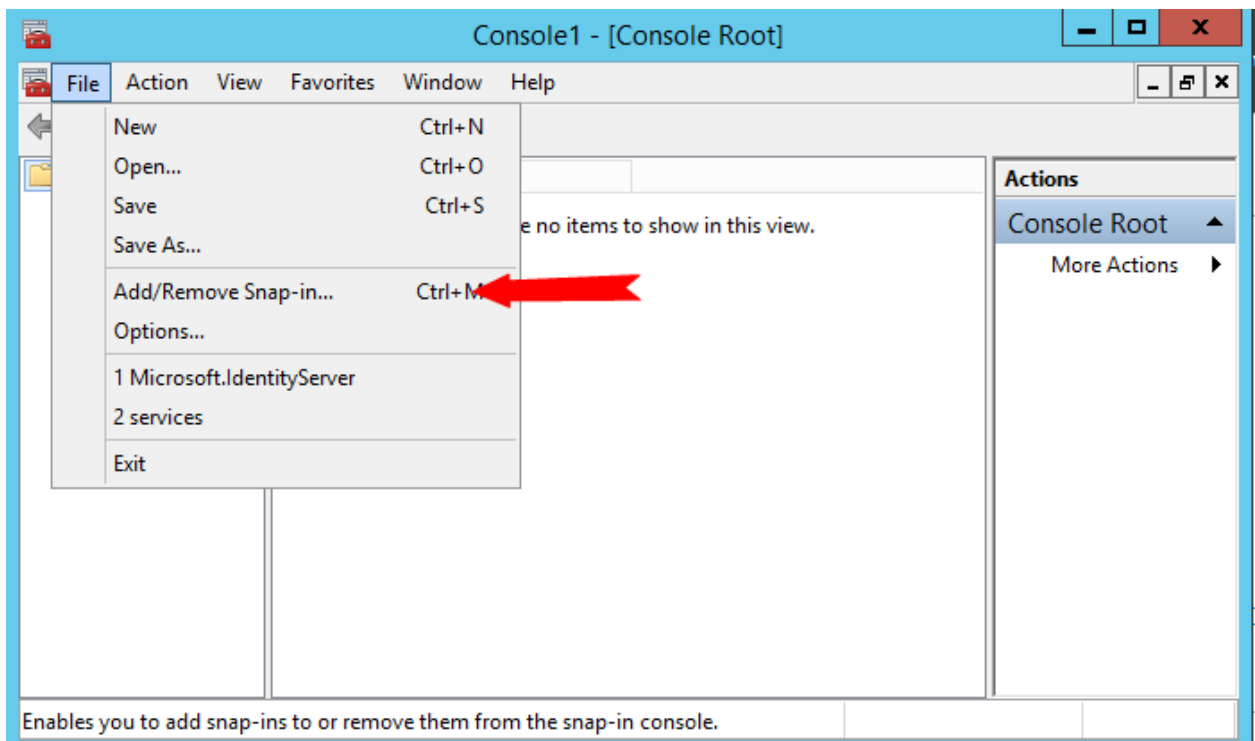 Console1 - [Console Root]
File Action View Favorites Window Help
New Ctrl+N
Open... Ctrl+O
Save Ctrl+S
Save As...
Add/Remove Snap-in... Ctrl+M
Options...
1 Microsoft.IdentityServer
2 services
Exit
no items to show in this view.
Actions
Console Root
More Actions
Enables you to add snap-ins to or remove them from the snap-in console.